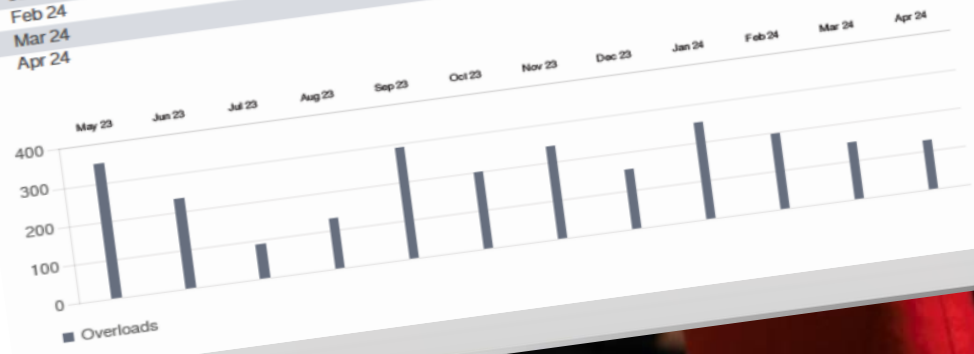 Feb 24
Mar 24
Apr 24
May 23 Jun 23 Jul 23 Aug 23 Sep 23 Oct 23 Nov 23 Dec 23 Jan 24 Feb 24 Mar 24 Apr 24
400
300
200
100
0
Overloads